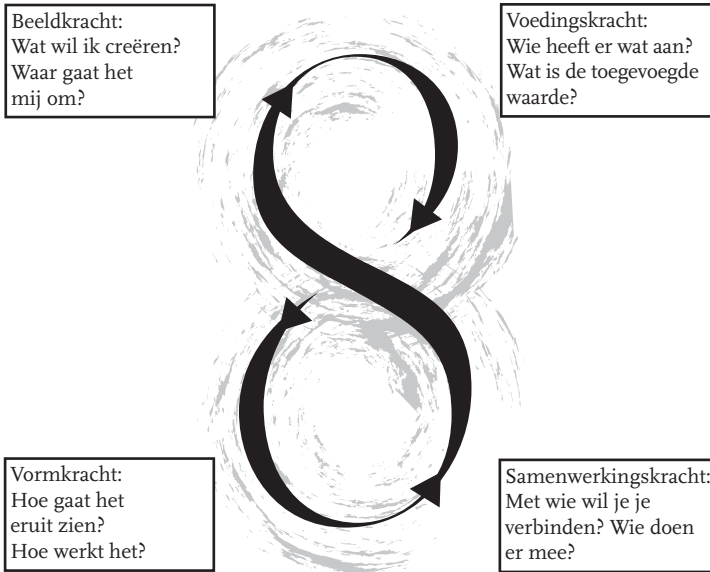 Beeldkracht:
Wat wil ik creëren?
Waar gaat het
mij om?
Voedingskracht:
Wie heeft er wat aan?
Wat is de toegevoegde
waarde?
Vormkracht:
Hoe gaat het
eruit zien?
Hoe werkt het?
Samenwerkingskracht:
Met wie wil je je
verbinden? Wie doen
er mee?